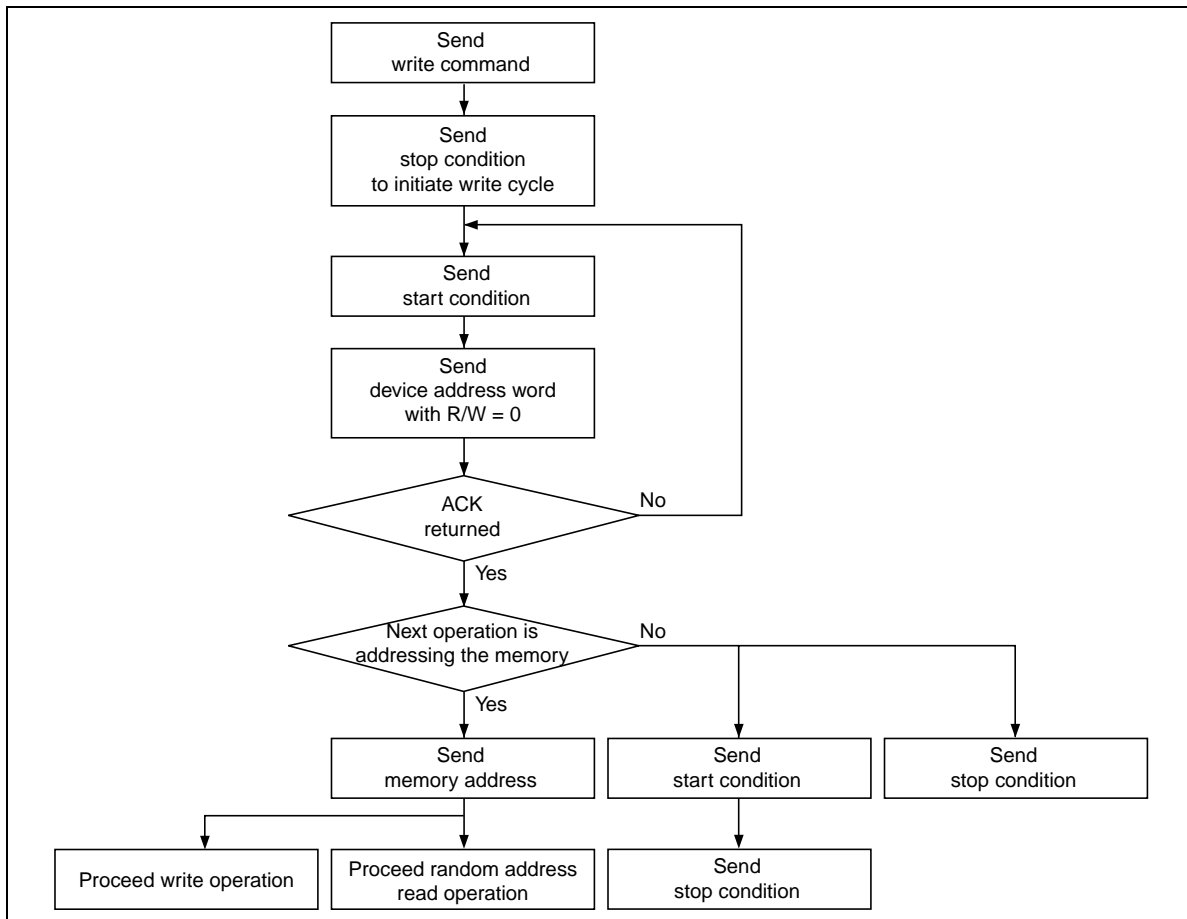 Send
write command
Send
stop condition
to initiate write cycle
Send
start condition
Send
device address word
with R/W = 0
ACK
returned
No
Yes
Next operation is
addressing the memory
No
Yes
Send
memory address
Send
start condition
Send
stop condition
Proceed write operation
Proceed random address
read operation
Send
stop condition